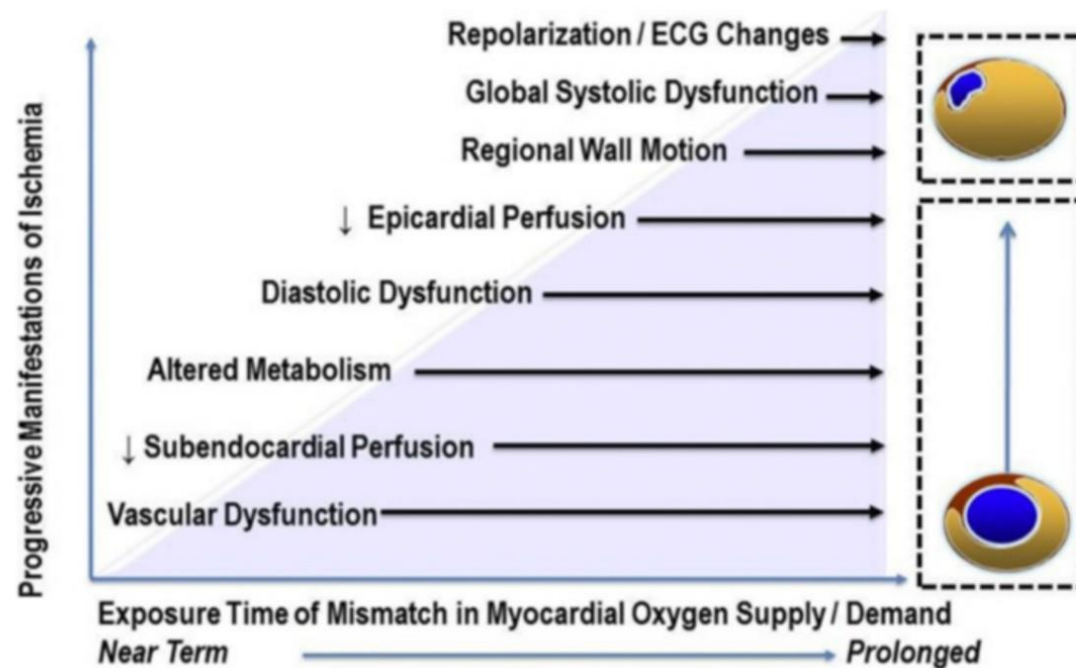 Repolarization / ECG Changes
Global Systolic Dysfunction
Regional Wall Motion
↓ Epicardial Perfusion
Diastolic Dysfunction
Altered Metabolism
↓ Subendocardial Perfusion
Vascular Dysfunction
Progressive Manifestations of Ischemia
Exposure Time of Mismatch in Myocardial Oxygen Supply / Demand
Near Term Prolonged